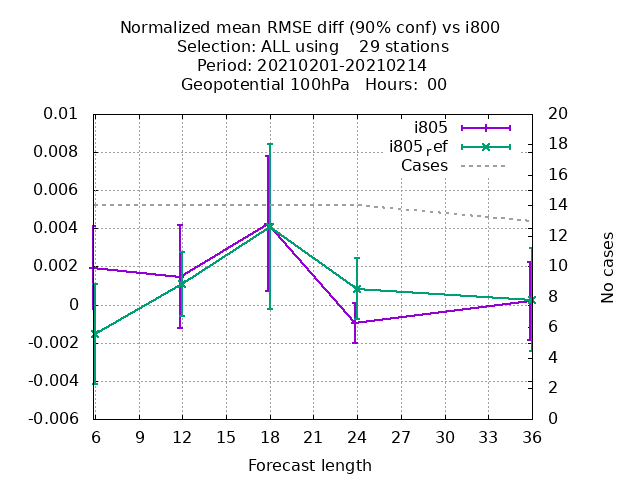 Normalized mean RMSE diff (90% conf) vs i800
Selection: ALL using    29 stations
Period: 20210201-20210214
Geopotential 100hPa   Hours:  00
0.01
0.008
0.006
0.004
0.002
0
-0.002
-0.004
-0.006
i805
i805ref
Cases
20
18
16
14
12
10
8
6
4
2
0
No cases
6 9 12 15 18 21 24 27 30 33 36
Forecast length